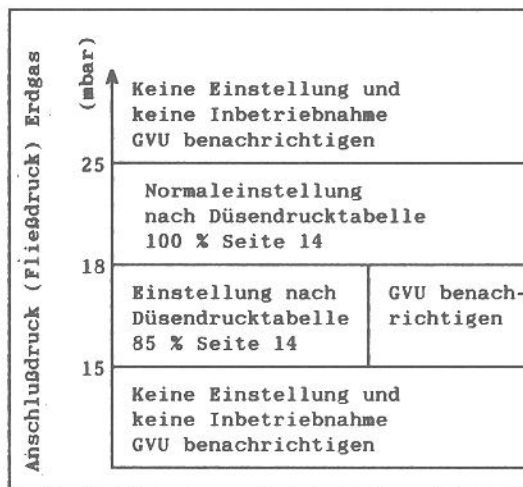 Anschlußdruck (Fließdruck) Erdgas
(mbar)
Keine Einstellung und
keine Inbetriebnahme
GVU benachrichtigen
25
Normaleinstellung
nach Düsendrucktabelle
100 % Seite 14
18
Einstellung nach
Düsendrucktabelle
85 % Seite 14
GVU benach-
richtigen
15
Keine Einstellung und
keine Inbetriebnahme
GVU benachrichtigen